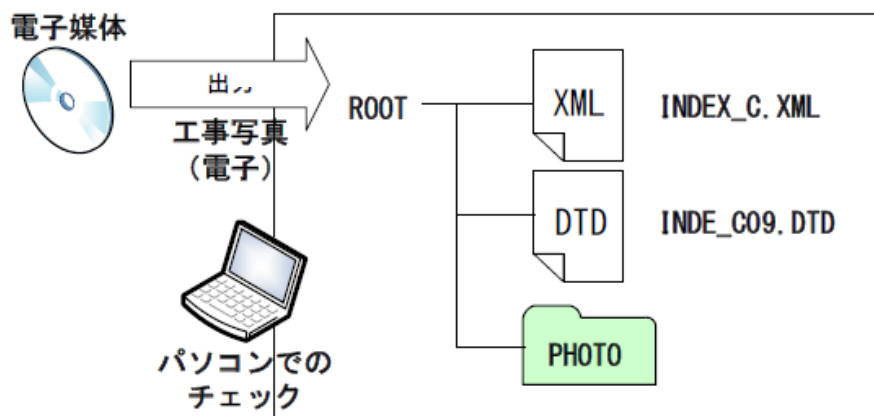 電子媒体
工事写真
(電子)
ROOT
XML
INDEX_C.XML
DTD
INDE_C09.DTD
PHOTO
パソコンでの
チェック